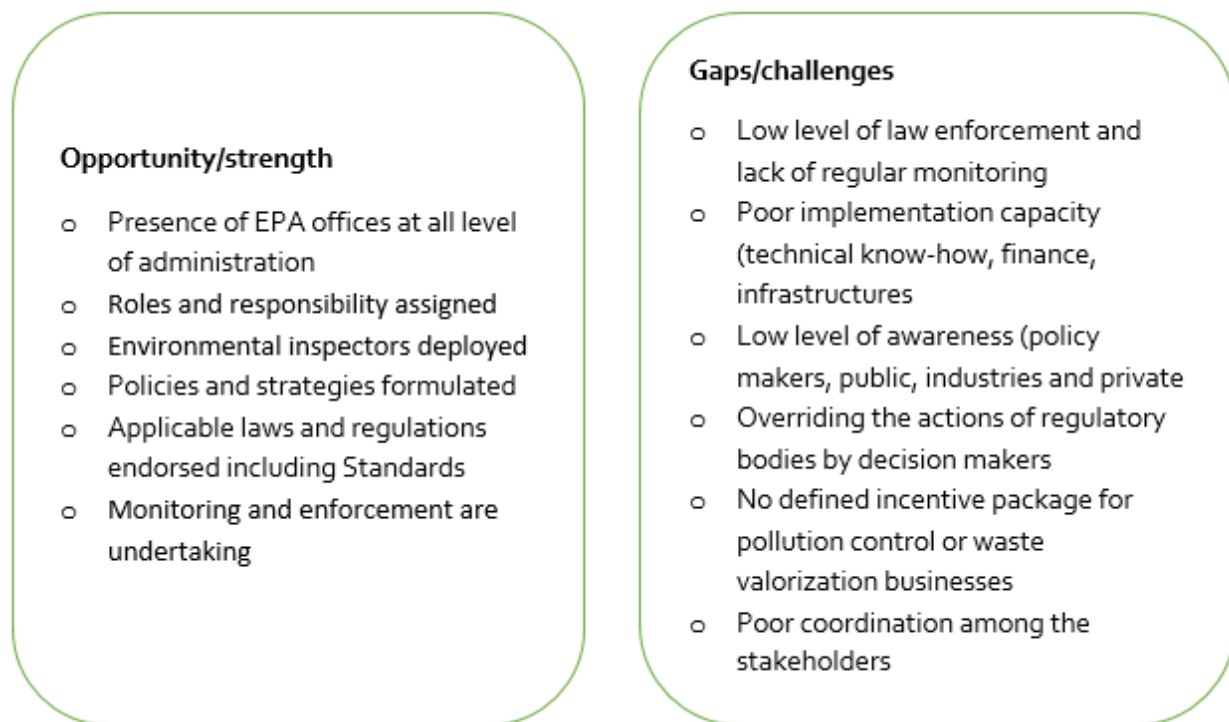 Opportunity/strength
o Presence of EPA offices at all level
of administration
o Roles and responsibility assigned
o Environmental inspectors deployed
o Policies and strategies formulated
o Applicable laws and regulations
endorsed including Standards
o Monitoring and enforcement are
undertaking
Gaps/challenges
o Low level of law enforcement and
lack of regular monitoring
o Poor implementation capacity
(technical know-how, finance,
infrastructures
o Low level of awareness (policy
makers, public, industries and private
o Overriding the actions of regulatory
bodies by decision makers
o No defined incentive package for
pollution control or waste
valorization businesses
o Poor coordination among the
stakeholders